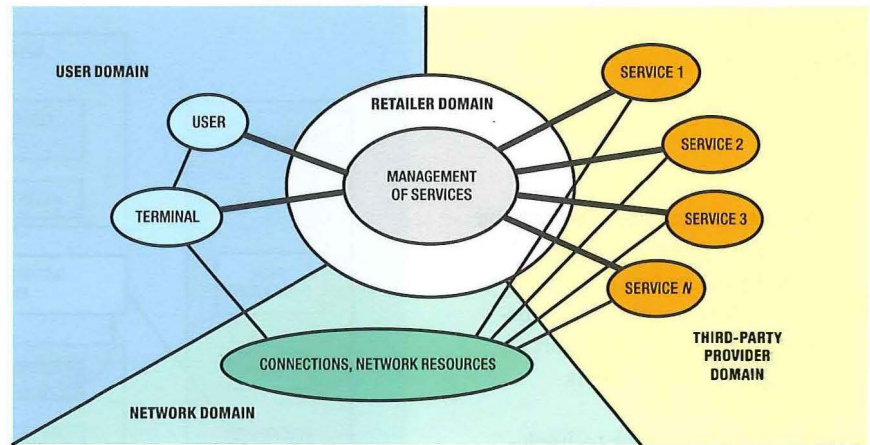 USER DOMAIN
USER
TERMINAL
RETAILER DOMAIN
MANAGEMENT
OF SERVICES
SERVICE 1
SERVICE 2
SERVICE 3
SERVICE N
THIRD-PARTY
PROVIDER
DOMAIN
CONNECTIONS, NETWORK RESOURCES
NETWORK DOMAIN